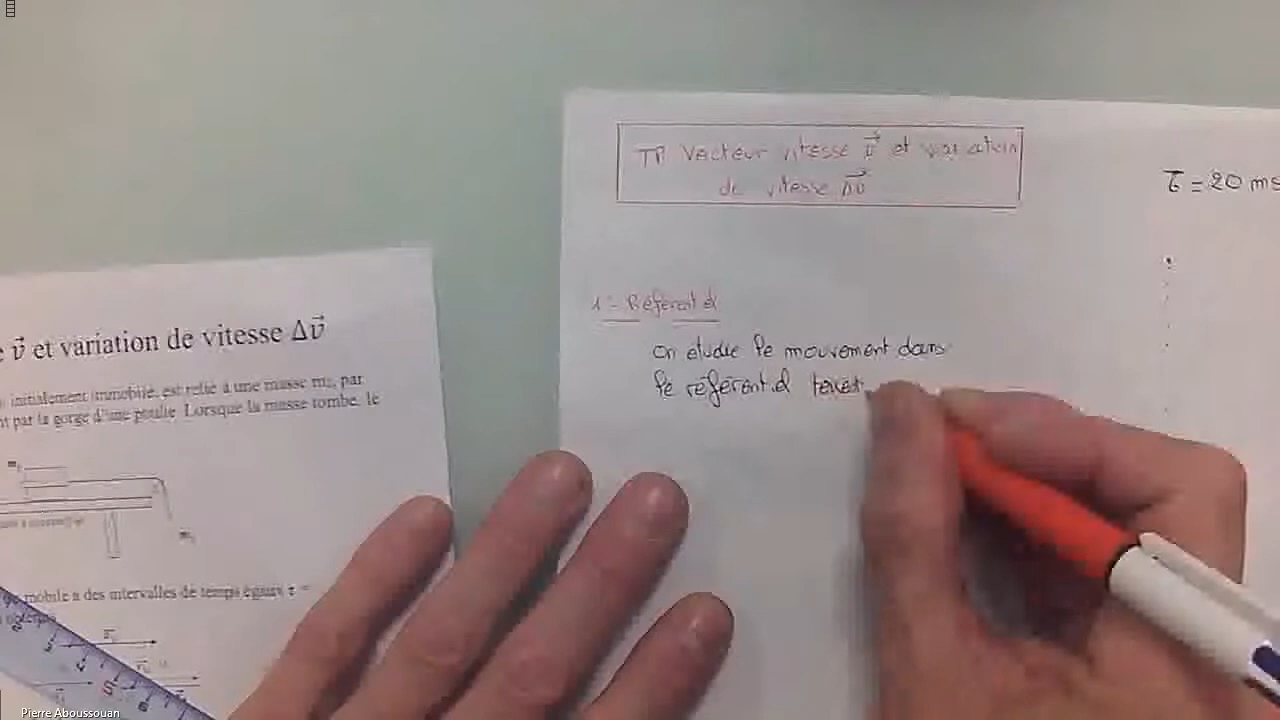 TP Vecteur vitesse v⃗ et variation
de vitesse Δv⃗
τ = 20 ms
1 - Référentiel
on étudie le mouvement dans
le référentiel
v⃗ et variation de vitesse Δv⃗
initialement immobile, est relié à une masse m₂, par
par la gorge d'une poulie. Lorsque la masse tombe, le
mobile à des intervalles de temps égaux τ =
Pierre Aboussouan